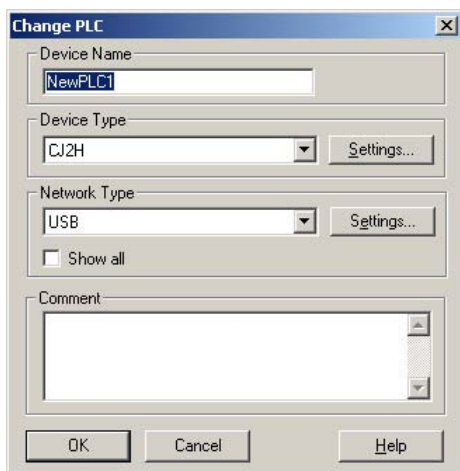 Change PLC
Device Name
NewPLC1
Device Type
CJ2H
Settings...
Network Type
USB
Settings...
Show all
Comment
OK
Cancel
Help